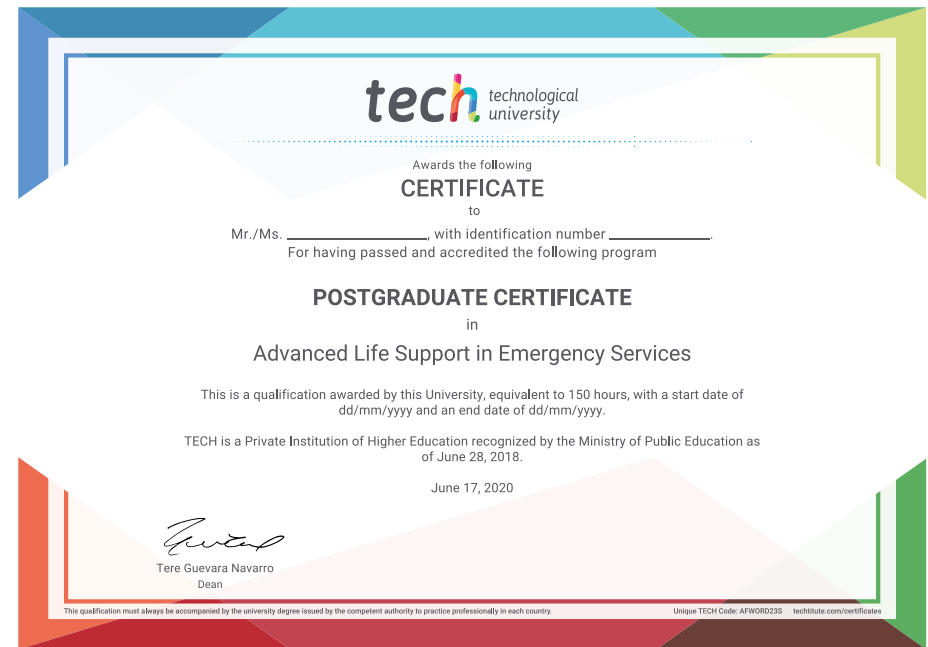 tech technological
university
Awards the following
CERTIFICATE
to
Mr./Ms. ____________________, with identification number ______________.
For having passed and accredited the following program
POSTGRADUATE CERTIFICATE
in
Advanced Life Support in Emergency Services
This is a qualification awarded by this University, equivalent to 150 hours, with a start date of
dd/mm/yyyy and an end date of dd/mm/yyyy.
TECH is a Private Institution of Higher Education recognized by the Ministry of Public Education as
of June 28, 2018.
June 17, 2020
Tere Guevara Navarro
Dean
This qualification must always be accompanied by the university degree issued by the competent authority to practice professionally in each country. Unique TECH Code: AFWORD23S techtitute.com/certificates